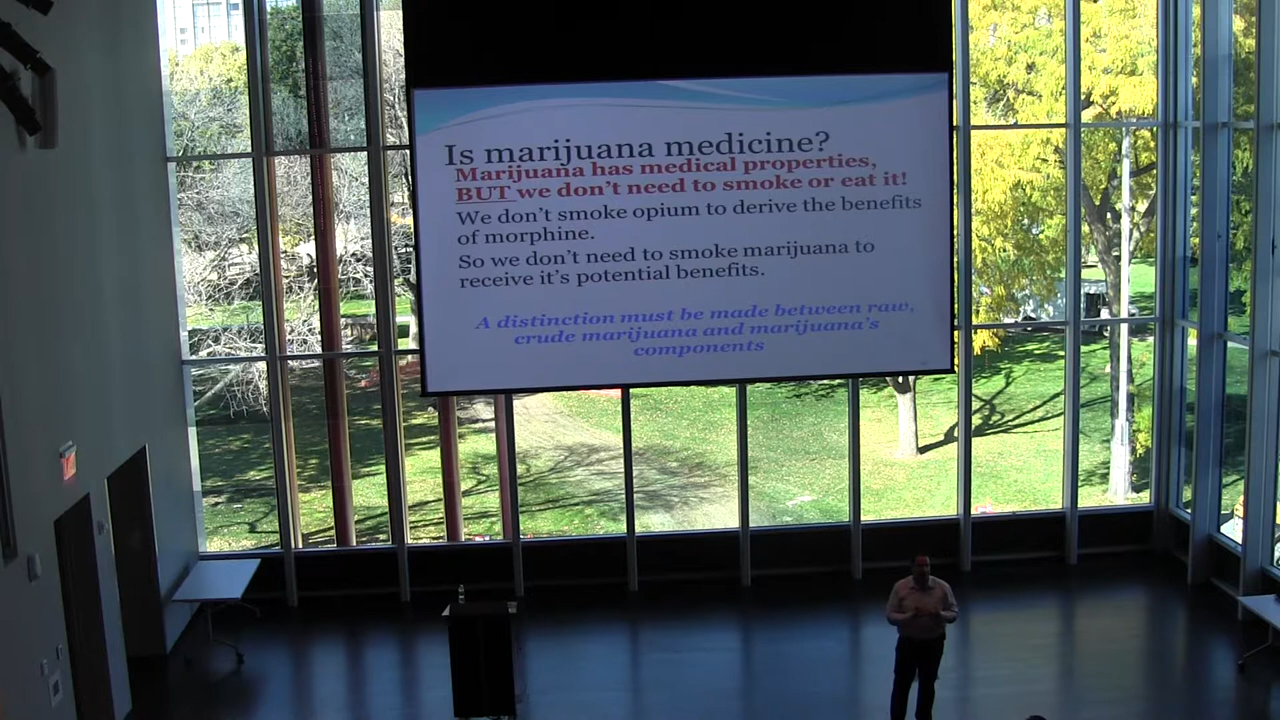 Is marijuana medicine?
Marijuana has medical properties,
BUT we don't need to smoke or eat it!
We don't smoke opium to derive the benefits
of morphine.
So we don't need to smoke marijuana to
receive it's potential benefits.
A distinction must be made between raw,
crude marijuana and marijuana's
components